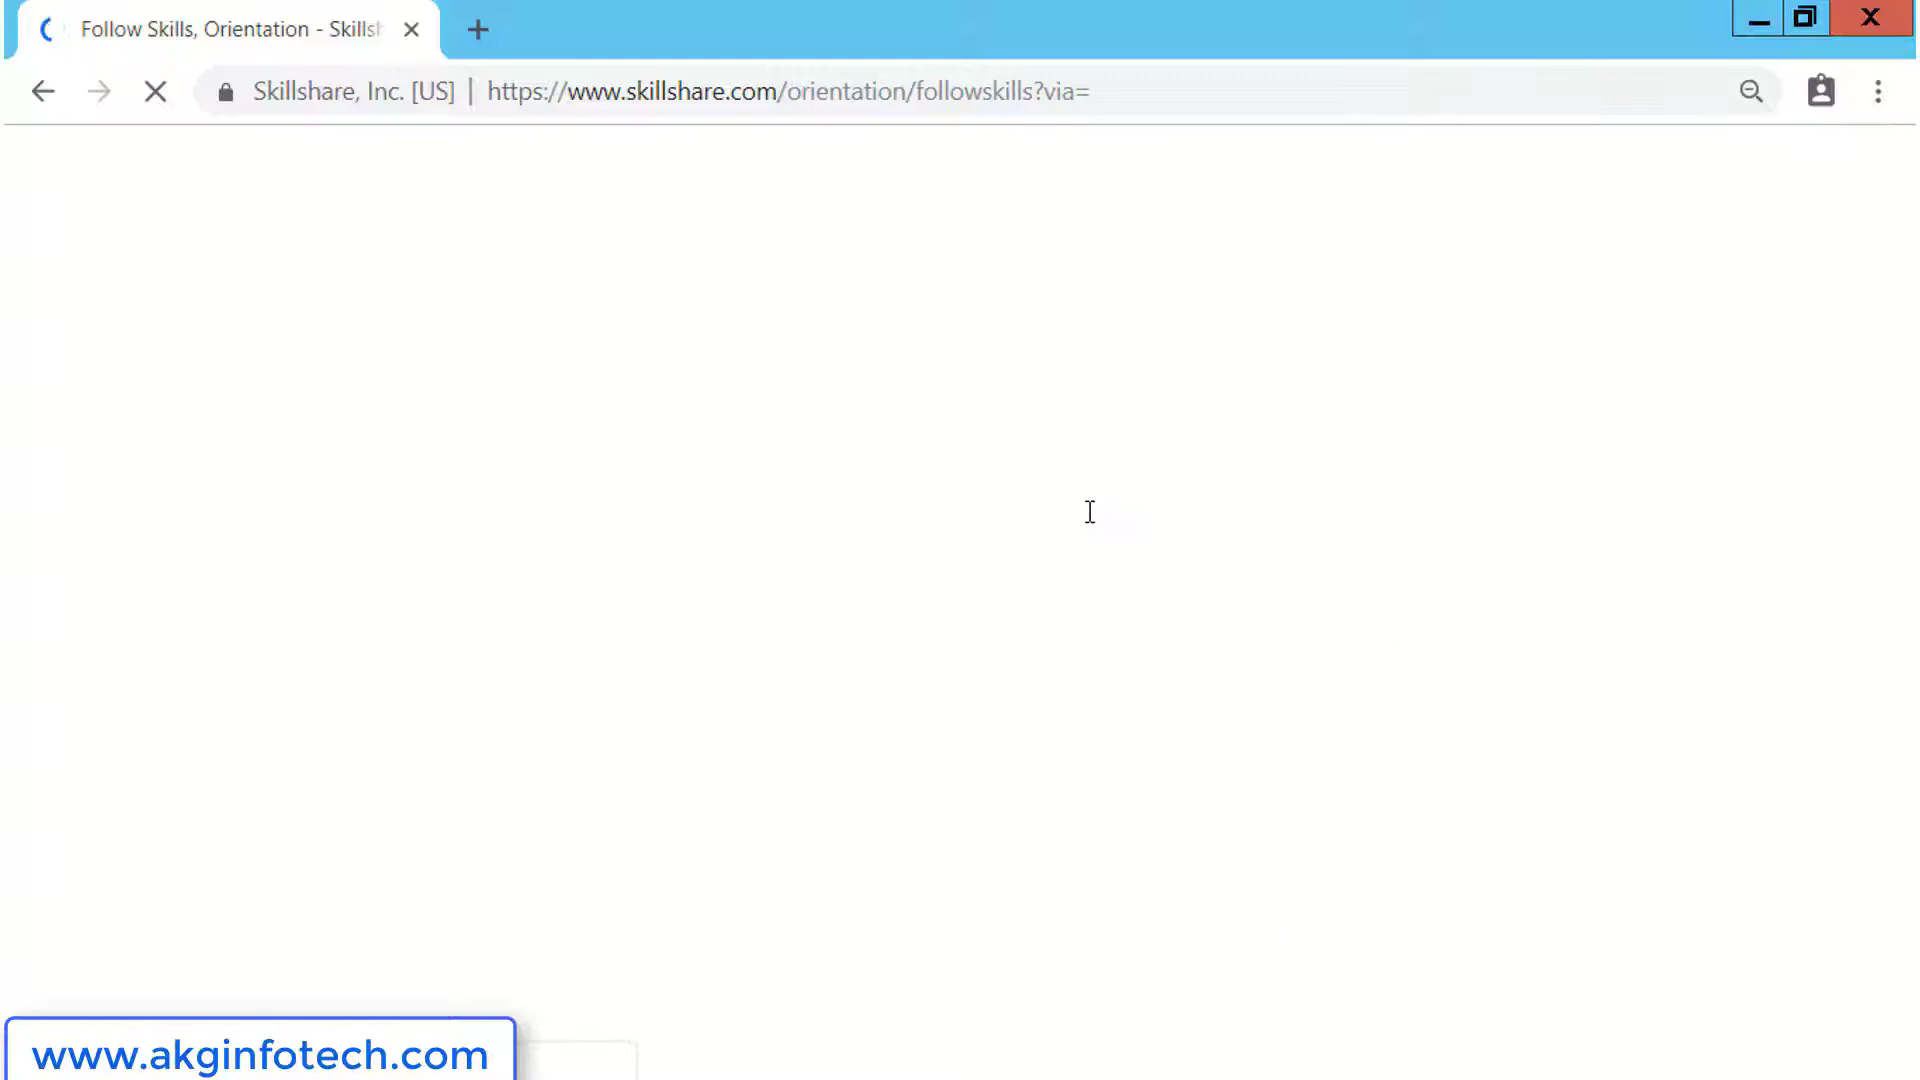 Follow Skills, Orientation - Skillsh
Skillshare, Inc. [US] | https://www.skillshare.com/orientation/followskills?via=
www.akginfotech.com